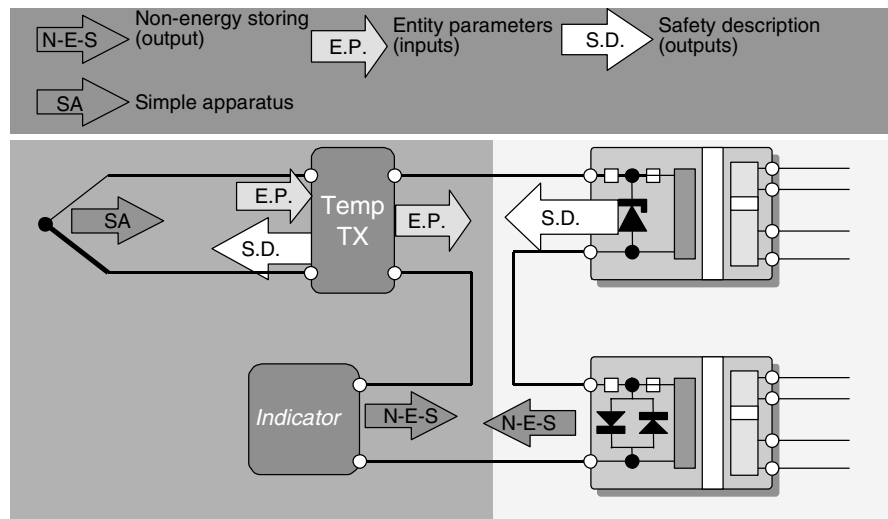 N-E-S
Non-energy storing
(output)
E.P.
Entity parameters
(inputs)
S.D.
Safety description
(outputs)
SA
Simple apparatus
SA
E.P.
S.D.
Temp
TX
E.P.
S.D.
Indicator
N-E-S
N-E-S